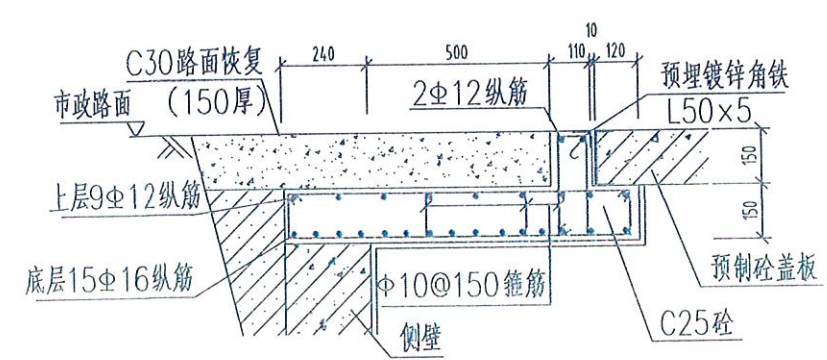 10
240 500 110 120
C30路面恢复
(150厚)
市政路面
2Φ12纵筋
预埋镀锌角铁
L50×5
150
150
上层9Φ12纵筋
底层15Φ16纵筋
Φ10@150箍筋
侧壁
预制砼盖板
C25砼